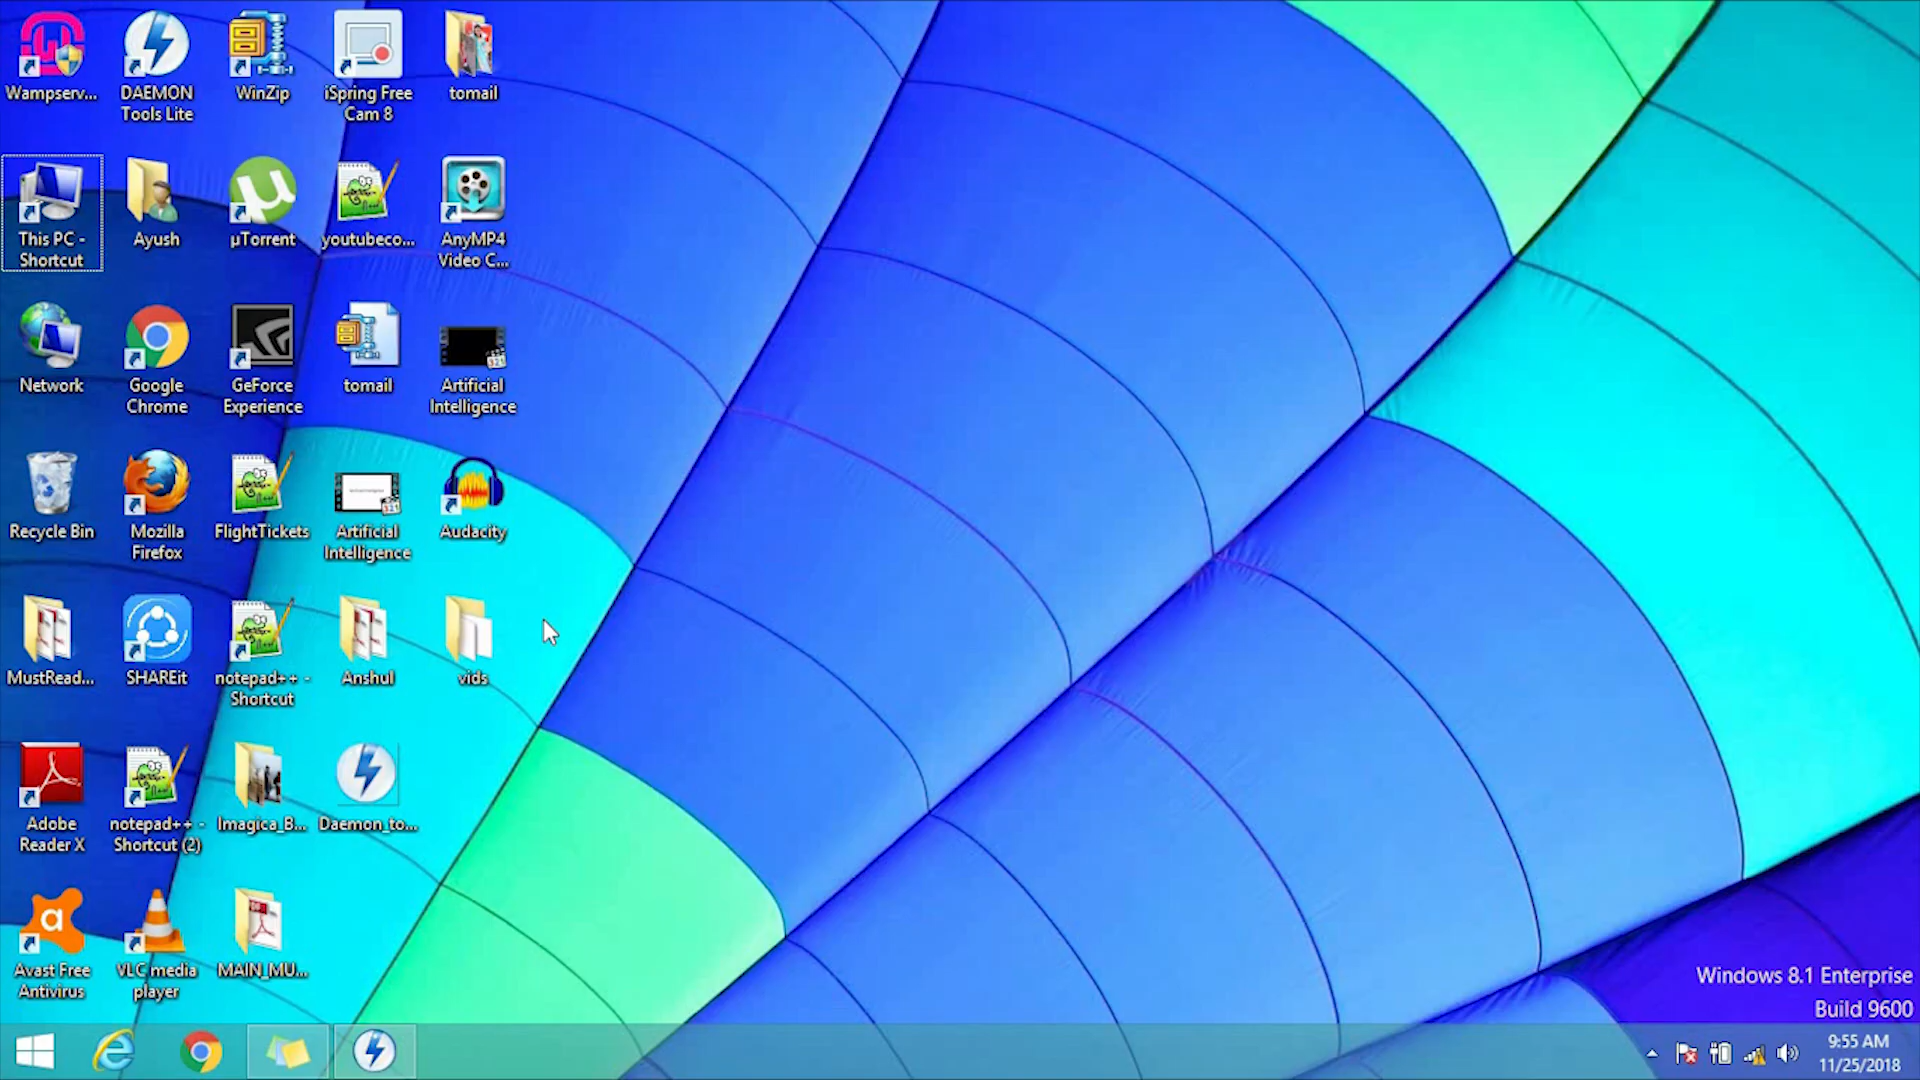 Wampserv...
DAEMON
Tools Lite
WinZip
iSpring Free
Cam 8
tomail
This PC -
Shortcut
Ayush
µTorrent
youtubeco...
AnyMP4
Video C...
Network
Google
Chrome
GeForce
Experience
tomail
Artificial
Intelligence
Recycle Bin
Mozilla
Firefox
FlightTickets
Artificial
Intelligence
Audacity
MustRead...
SHAREit
notepad++ -
Shortcut
Anshul
vids
Adobe
Reader X
notepad++ -
Shortcut (2)
Imagica_B...
Daemon_to...
Avast Free
Antivirus
VLC media
player
MAIN_MU...
Windows 8.1 Enterprise
Build 9600
9:55 AM
11/25/2018